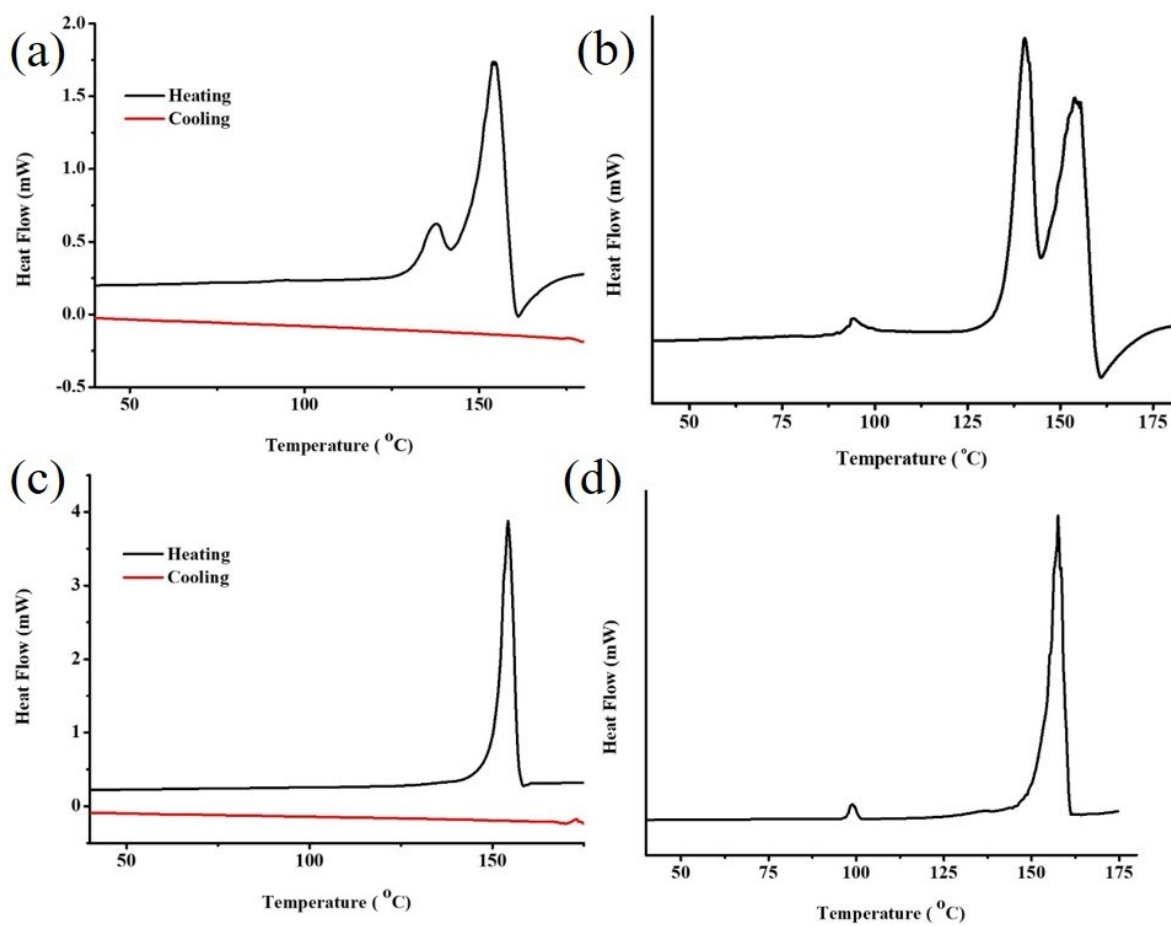 (a)
2.0
1.5
1.0
0.5
0.0
-0.5
Heat Flow (mW)
Heating
Cooling
50 100 150
Temperature ( °C)
(b)
Heat Flow (mW)
50 75 100 125 150 175
Temperature ( °C)
(c)
4
3
2
1
0
Heat Flow (mW)
Heating
Cooling
50 100 150
Temperature ( °C)
(d)
Heat Flow (mW)
50 75 100 125 150 175
Temperature ( °C)